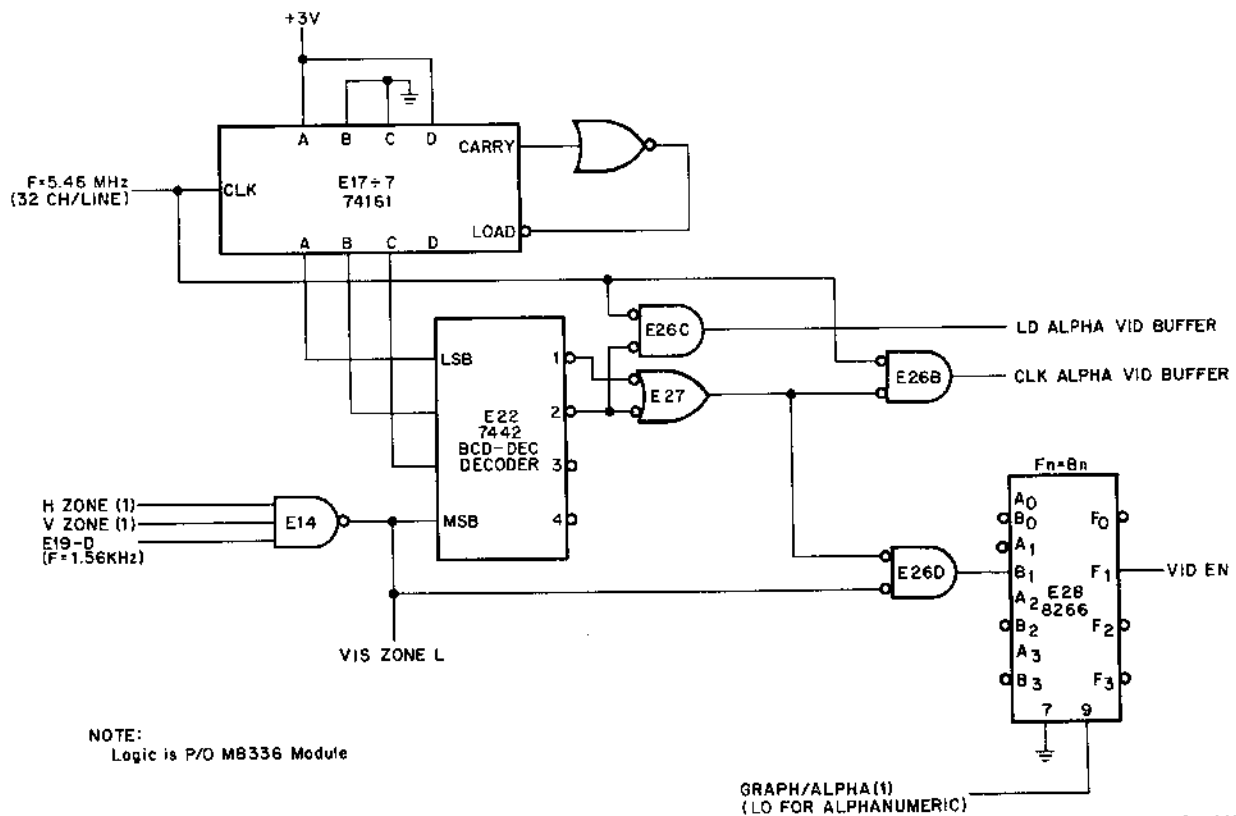 +3V
A B C D
CARRY
F=5.46 MHz
(32 CH/LINE)
CLK
E17÷7
74161
LOAD
A B C D
E26C
LD ALPHA VID BUFFER
LSB
1
E27
E26B
CLK ALPHA VID BUFFER
E22
7442
BCD-DEC
DECODER
2
3
4
MSB
H ZONE (1)
V ZONE (1)
E19-D
(F=1.56KHz)
E14
VIS ZONE L
E26D
Fn=Bn
A0
B0
F0
A1
B1
F1
VID EN
A2
E28
8266
B2
F2
A3
B3
F3
7 9
NOTE:
Logic is P/O M8336 Module
GRAPH/ALPHA(1)
(LO FOR ALPHANUMERIC)